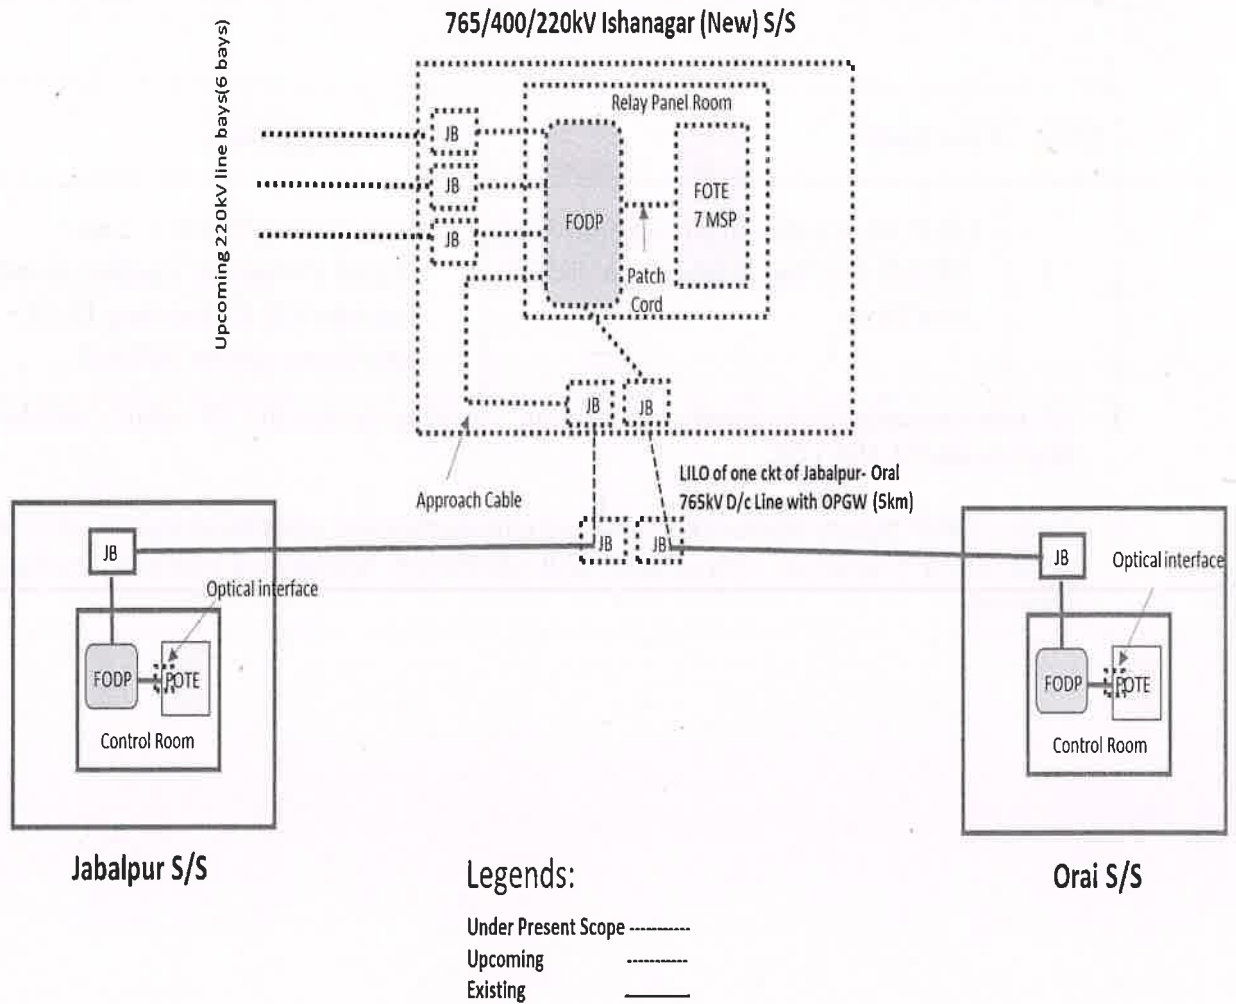 765/400/220kV Ishanagar (New) S/S
Upcoming 220kV line bays(6 bays)
Relay Panel Room
JB
JB
JB
FODP
FOTE
7 MSP
Patch
Cord
JB
JB
Approach Cable
LILO of one ckt of Jabalpur- Oral
765kV D/c Line with OPGW (5km)
JB
JB
JB
Optical interface
FODP
FOTE
Control Room
Jabalpur S/S
JB
Optical interface
FODP
FOTE
Control Room
Orai S/S
Legends:
Under Present Scope
Upcoming
Existing